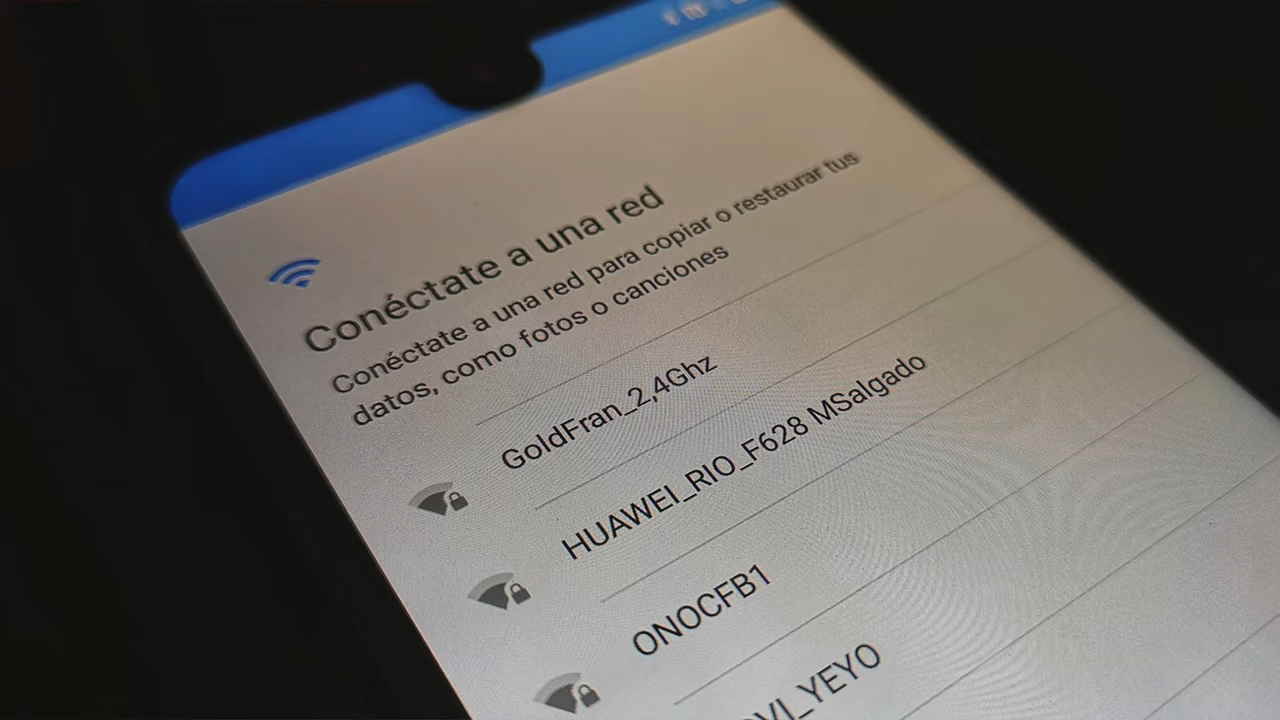 Conéctate a una red
Conéctate a una red para copiar o restaurar tus
datos, como fotos o canciones
GoldFran_2,4Ghz
HUAWEI_RIO_F628 MSalgado
ONOCFB1